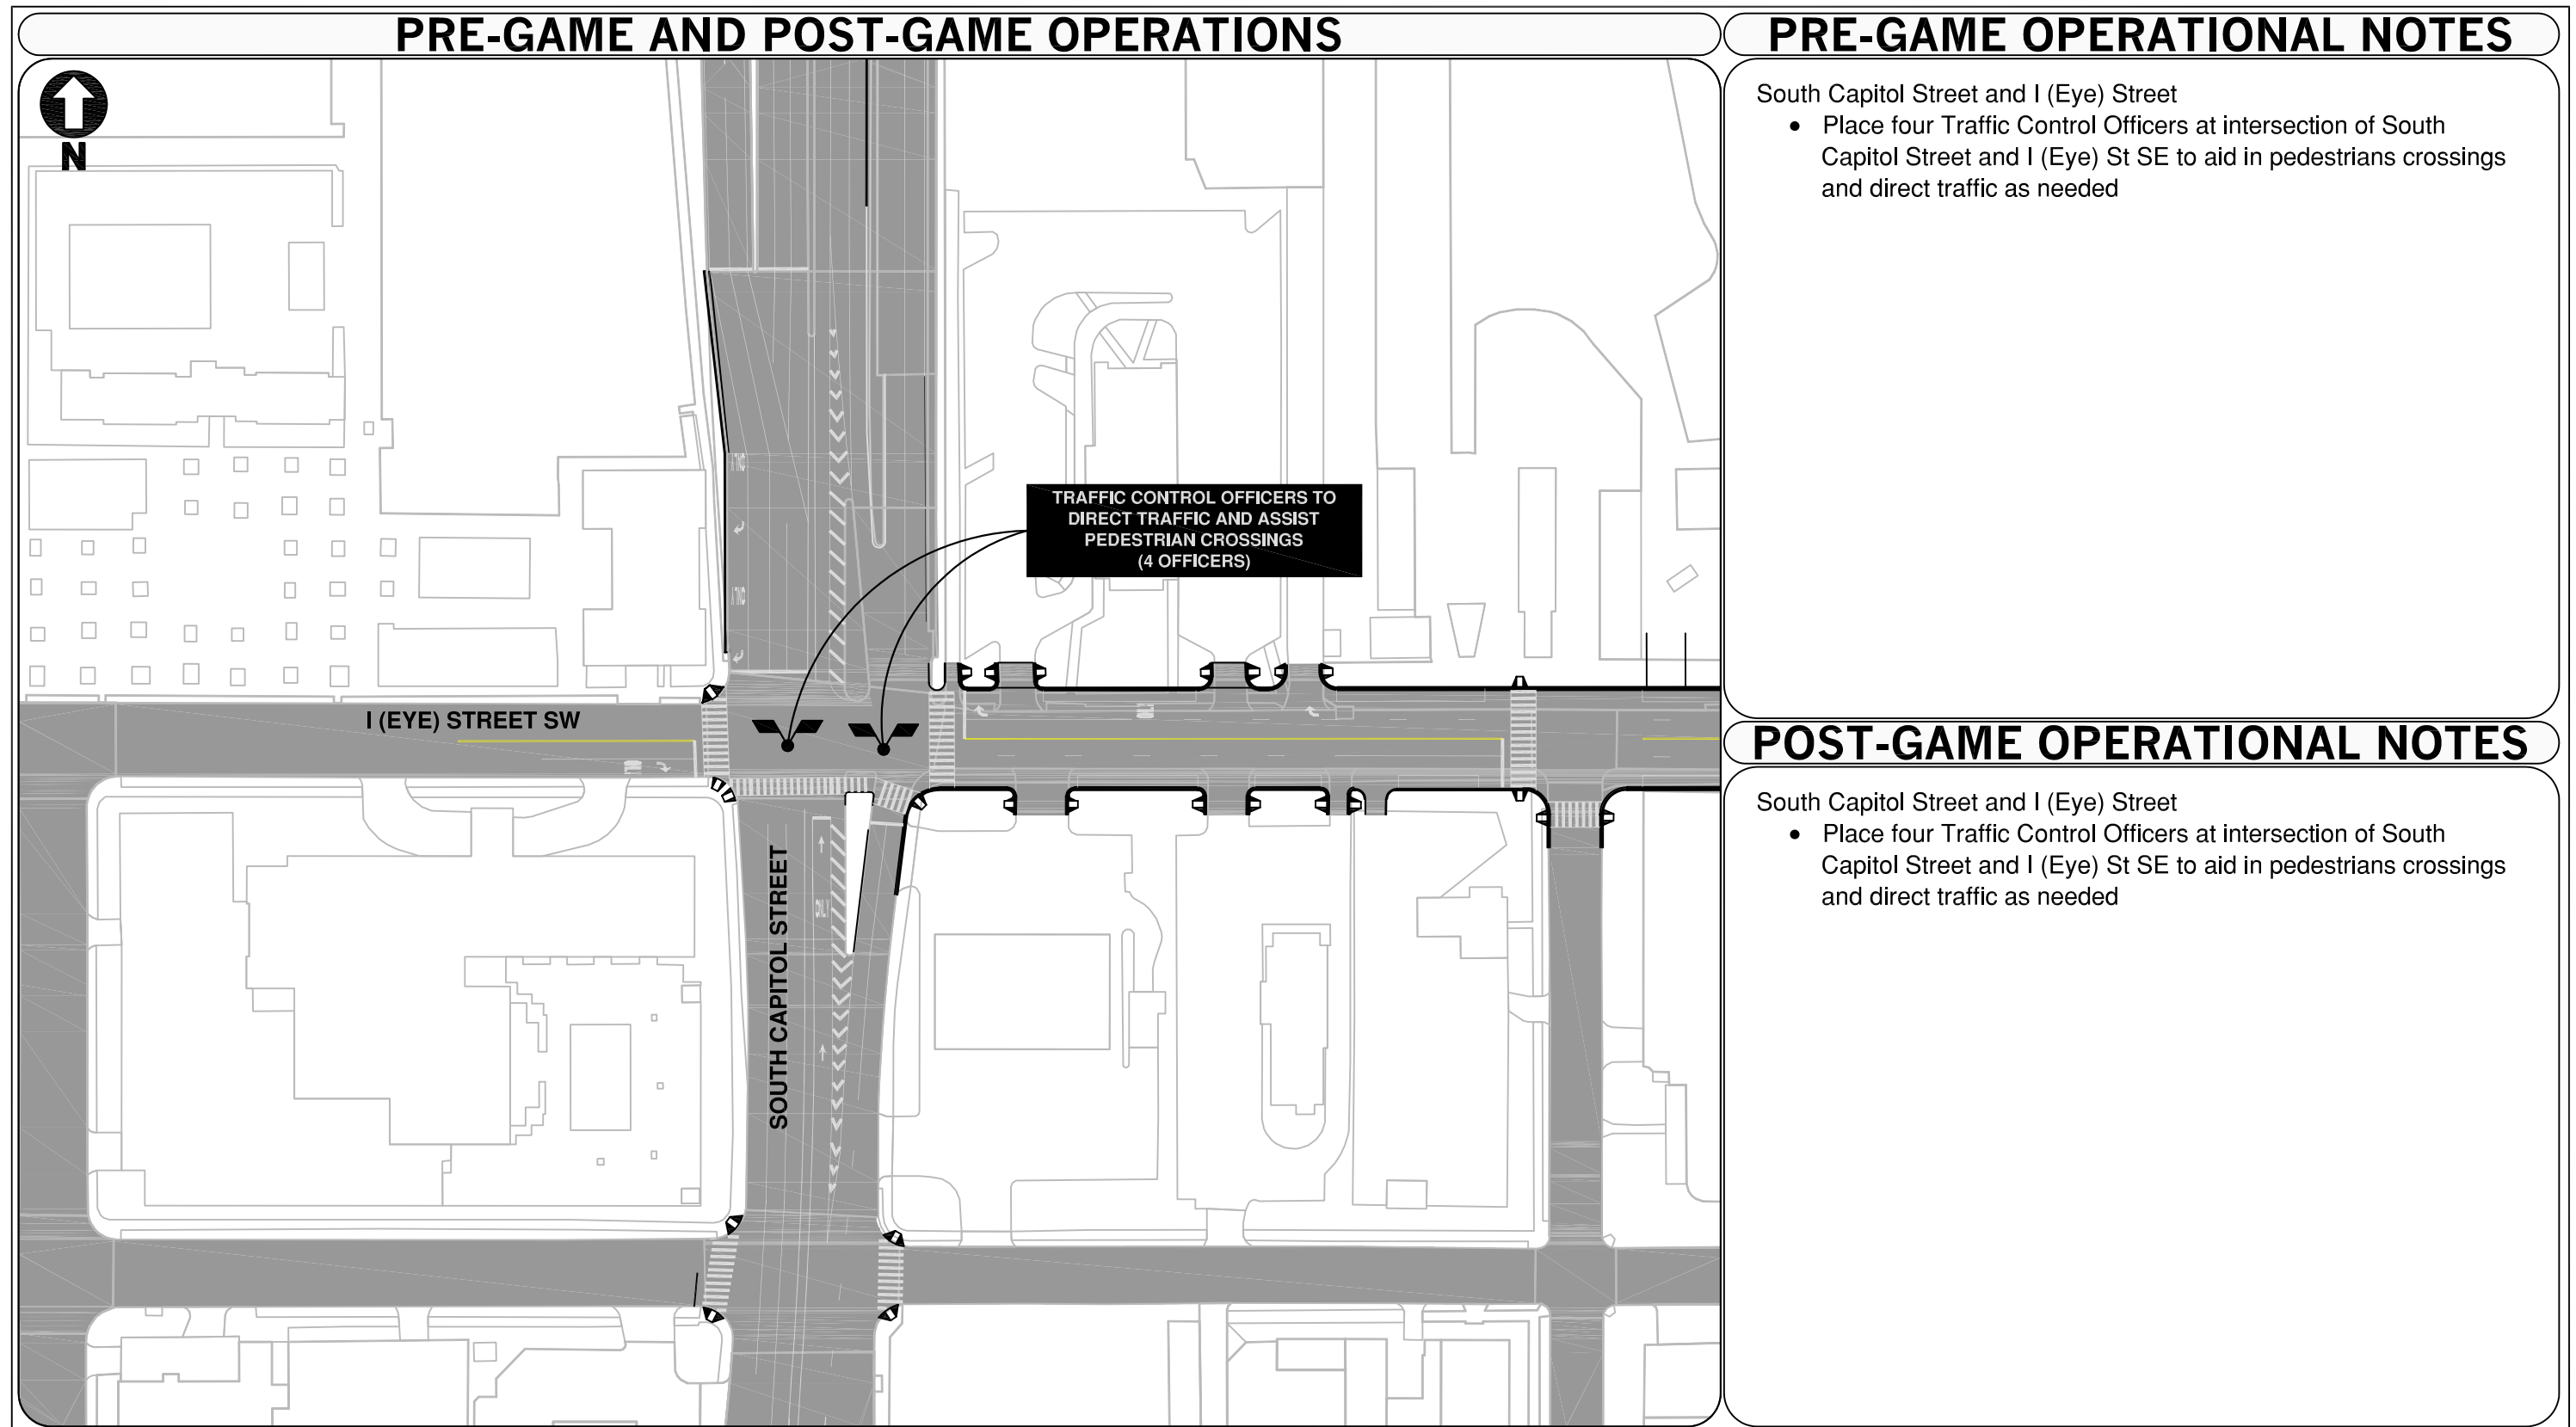 PRE-GAME AND POST-GAME OPERATIONS
N
TRAFFIC CONTROL OFFICERS TO
DIRECT TRAFFIC AND ASSIST
PEDESTRIAN CROSSINGS
(4 OFFICERS)
ONLY
ONLY
I (EYE) STREET SW
SOUTH CAPITOL STREET
ONLY
PRE-GAME OPERATIONAL NOTES
South Capitol Street and I (Eye) Street
• Place four Traffic Control Officers at intersection of South
Capitol Street and I (Eye) St SE to aid in pedestrians crossings
and direct traffic as needed
POST-GAME OPERATIONAL NOTES
South Capitol Street and I (Eye) Street
• Place four Traffic Control Officers at intersection of South
Capitol Street and I (Eye) St SE to aid in pedestrians crossings
and direct traffic as needed